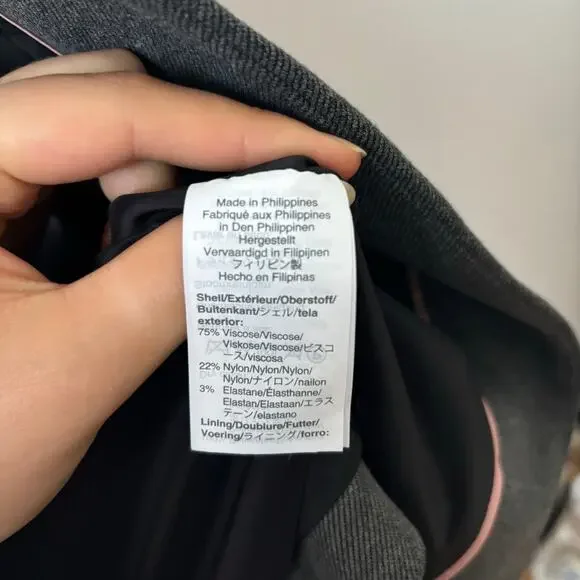 Made in Philippines
Fabriqué aux Philippines
in Den Philippinen
Hergestellt
Vervaardigd in Filipijnen
フィリピン製
Hecho en Filipinas
Shell/Extérieur/Oberstoff/
Buitenkant/シェル/tela
exterior:
75% Viscose/Viscose/
Viskose/Viscose/ビスコ
ース/viscosa
22% Nylon/Nylon/Nylon/
Nylon/ナイロン/nailon
3% Elastane/Élasthanne/
Elastan/Elastaan/エラス
テーン/elastano
Lining/Doublure/Futter/
Voering/ライニング/forro: